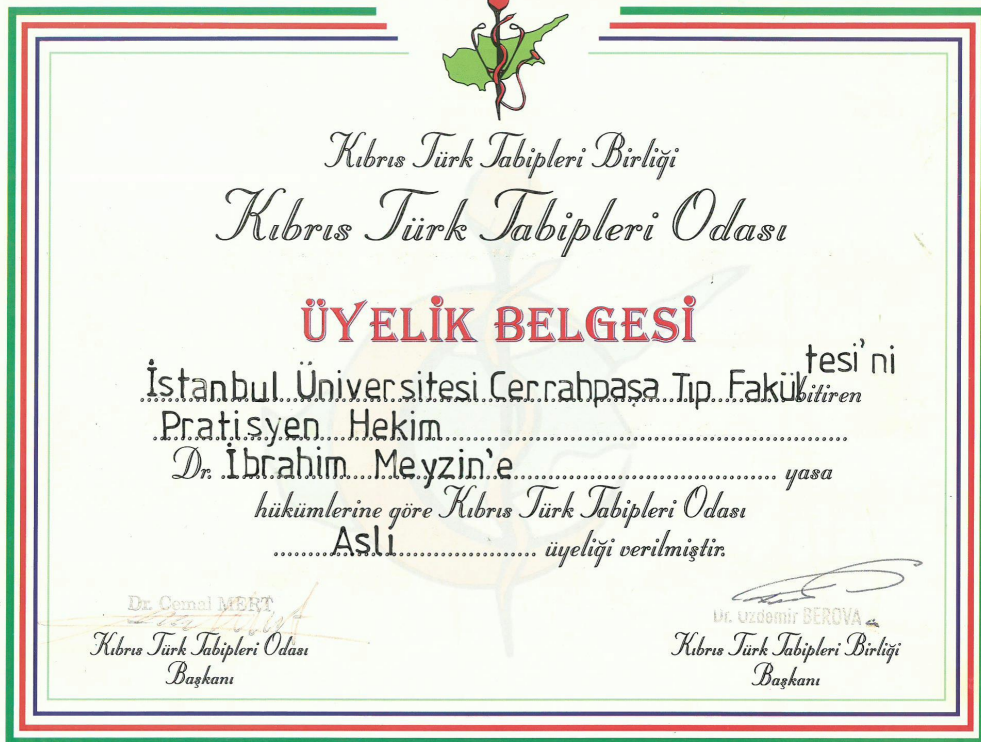 Kıbrıs Türk Tabipleri Birliği
Kıbrıs Türk Tabipleri Odası
ÜYELİK BELGESİ
İstanbul Üniversitesi Cerrahpaşa Tıp Fakültesi'ni bitiren
Pratisyen Hekim
Dr. İbrahim Meyzin'e yasa
hükümlerine göre Kıbrıs Türk Tabipleri Odası
Asli üyeliği verilmiştir.
Dr. Cemal MERT
Kıbrıs Türk Tabipleri Odası
Başkanı
Dr. Özdemir BEROVA
Kıbrıs Türk Tabipleri Birliği
Başkanı